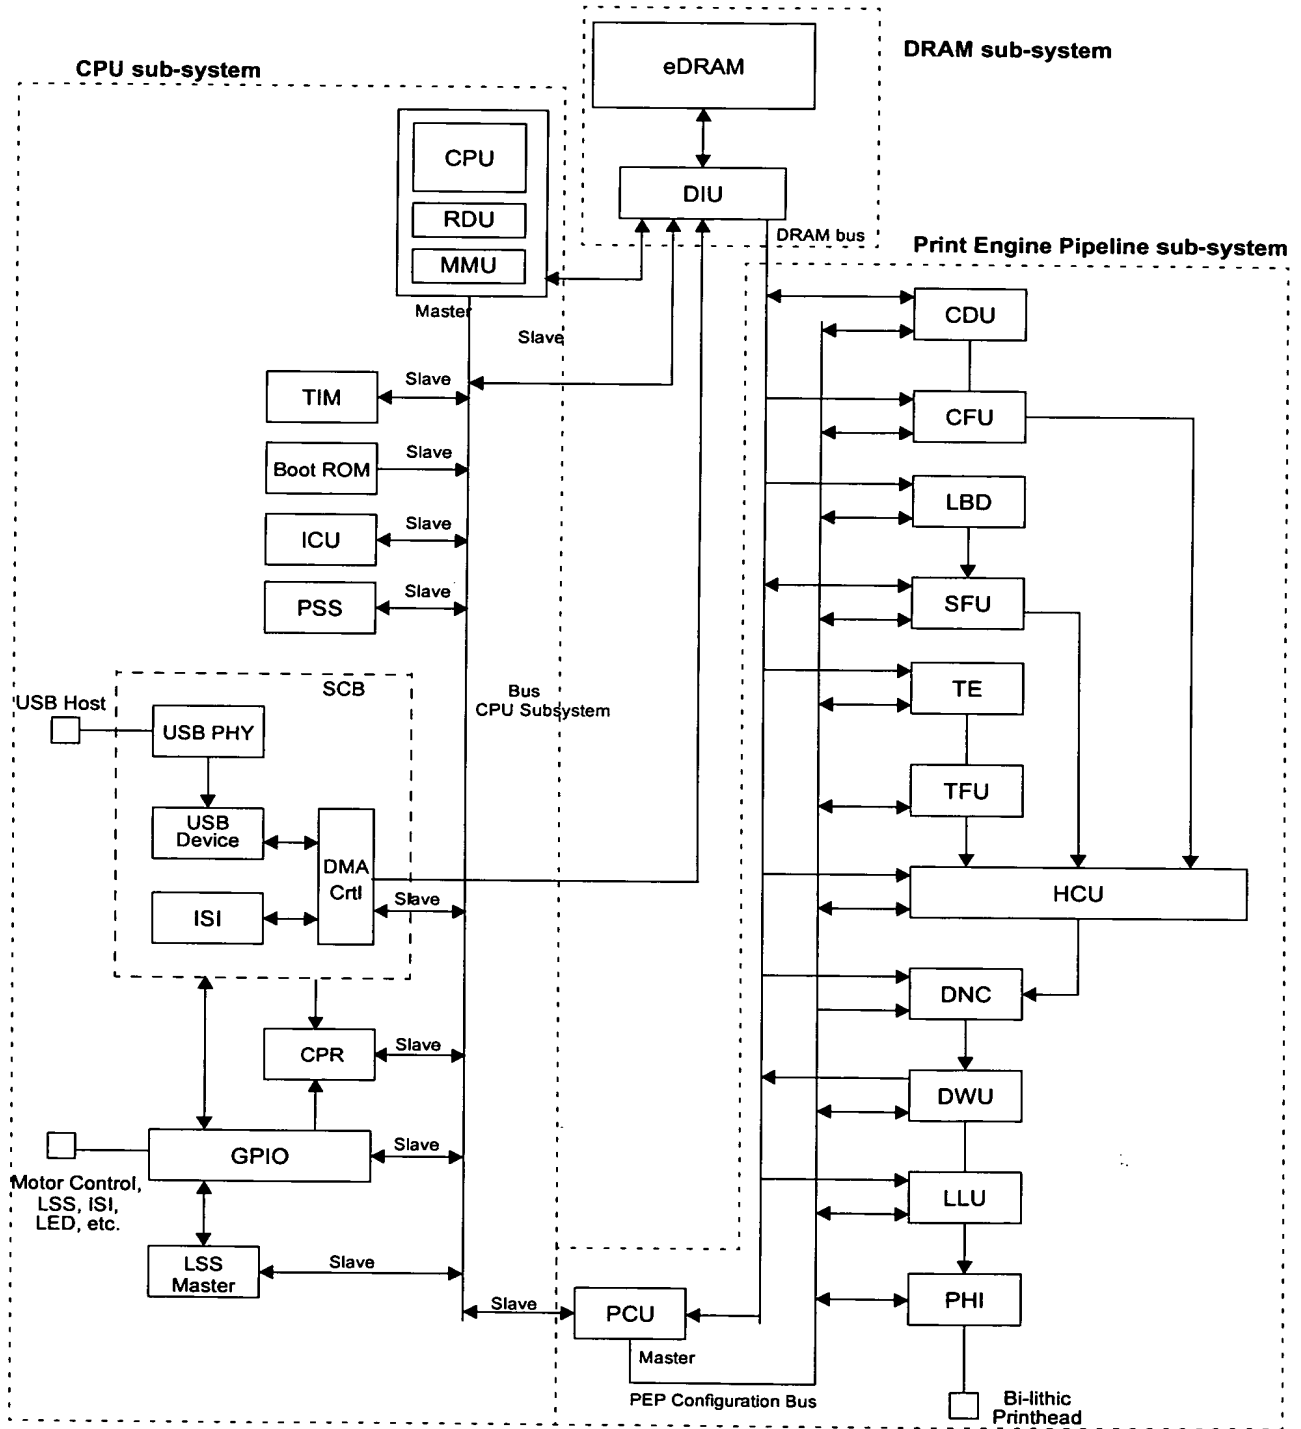 CPU sub-system
DRAM sub-system
eDRAM
CPU
RDU
MMU
Master
DIU
DRAM bus
Print Engine Pipeline sub-system
Slave
TIM
Slave
Boot ROM
Slave
ICU
Slave
PSS
Slave
SCB
USB Host
USB PHY
USB
Device
DMA
Crtl
ISI
Slave
Bus
CPU Subsystem
CPR
Slave
GPIO
Slave
Motor Control,
LSS, ISI,
LED, etc.
LSS
Master
Slave
Slave
PCU
Master
PEP Configuration Bus
CDU
CFU
LBD
SFU
TE
TFU
HCU
DNC
DWU
LLU
PHI
Bi-lithic
Printhead